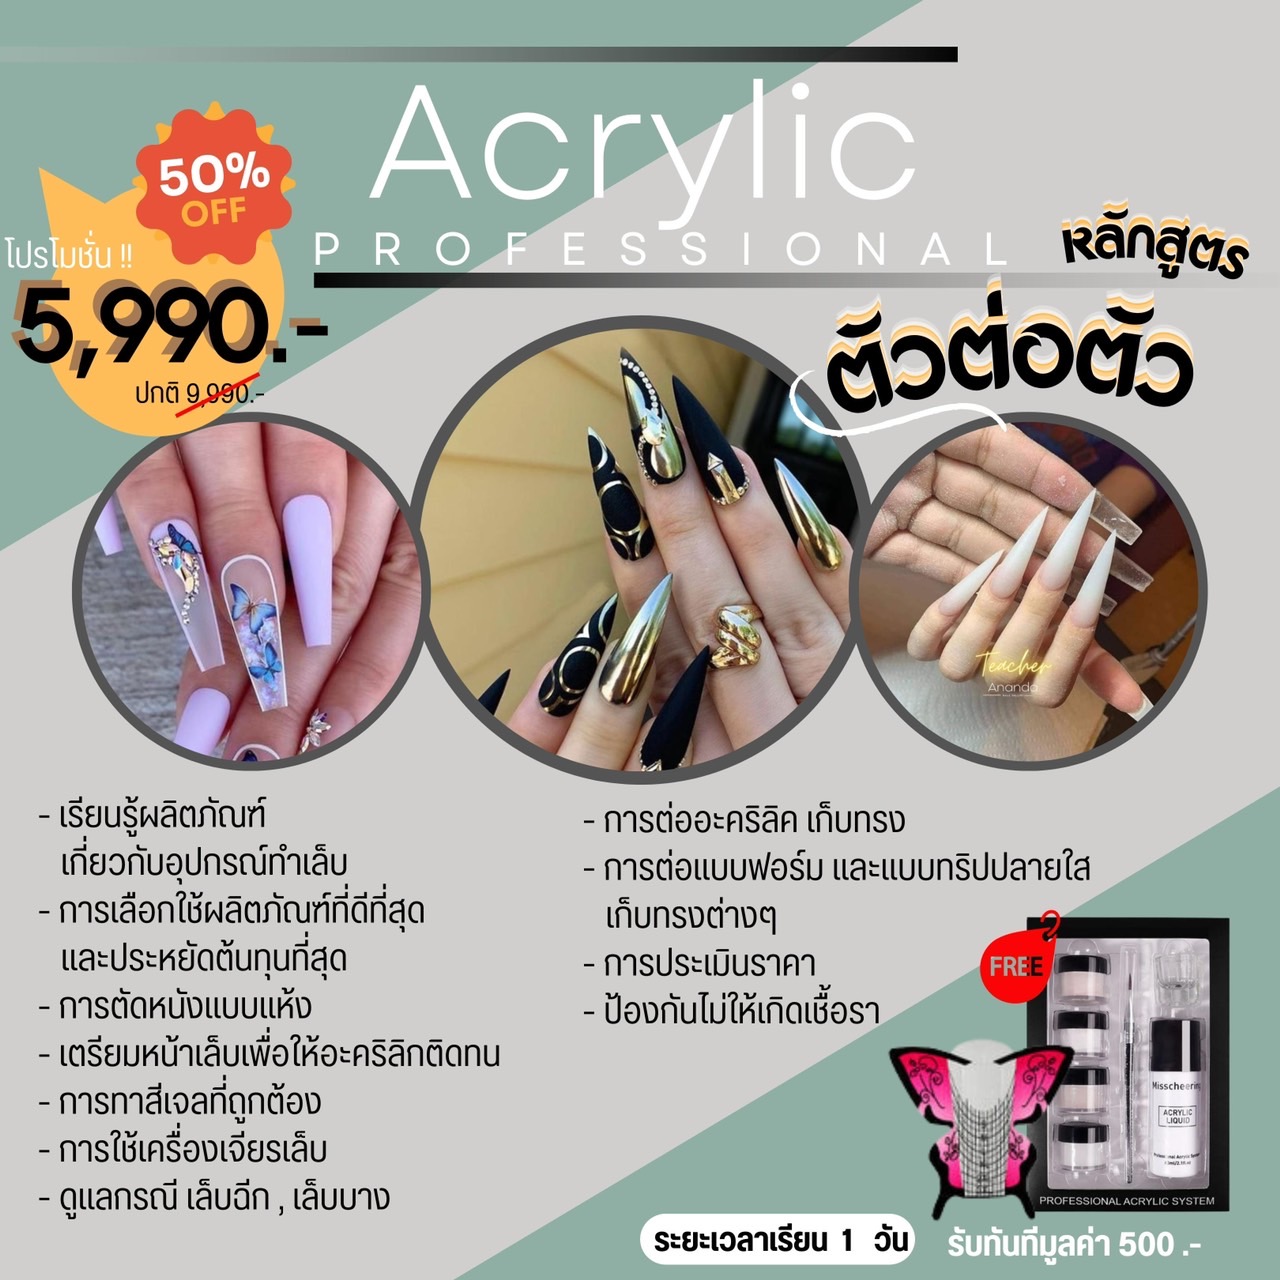 Acrylic
PROFESSIONAL
50%
OFF
โปรโมชั่น !!
5,990.-
ปกติ 9,990.-
หลักสูตร
ตัวต่อตัว
Teacher
Ananda
- เรียนรู้ผลิตภัณฑ์
เกี่ยวกับอุปกรณ์ทำเล็บ
- การเลือกใช้ผลิตภัณฑ์ที่ดีที่สุด
และประหยัดต้นทุนที่สุด
- การตัดหนังแบบแห้ง
- เตรียมหน้าเล็บเพื่อให้อะคริลิกติดทน
- การทาสีเจลที่ถูกต้อง
- การใช้เครื่องเจียรเล็บ
- ดูแลกรณี เล็บฉีก , เล็บบาง
- การต่ออะคริลิค เก็บทรง
- การต่อแบบฟอร์ม และแบบทริปปลายใส
เก็บทรงต่างๆ
- การประเมินราคา
- ป้องกันไม่ให้เกิดเชื้อรา
FREE
Misscheering
ACRYLIC
LIQUID
PROFESSIONAL ACRYLIC SYSTEM
ระยะเวลาเรียน 1 วัน
รับทันทีมูลค่า 500 .-